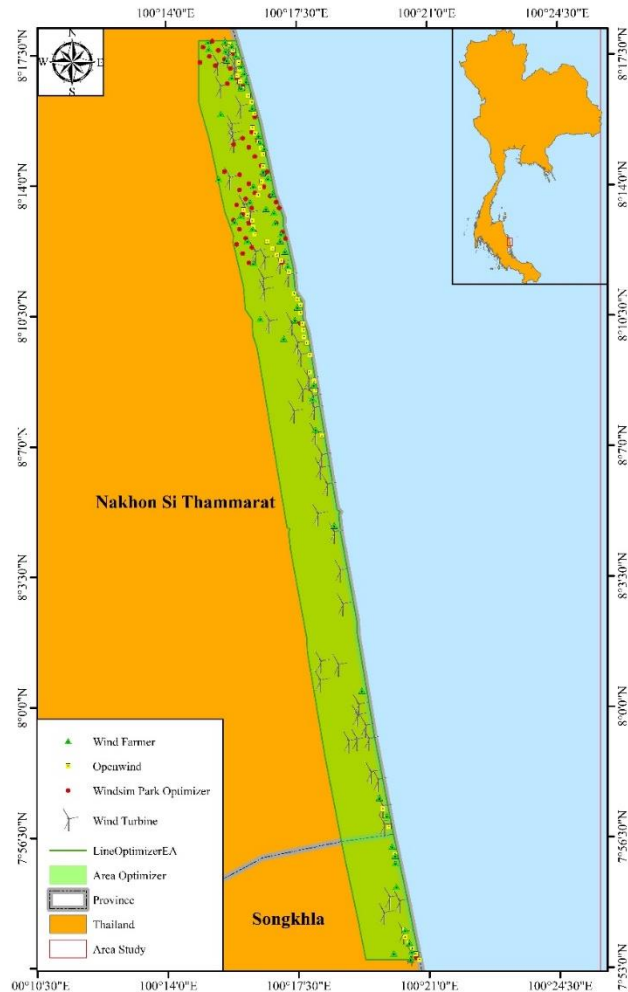 100°14'0"E 100°17'30"E 100°21'0"E 100°24'30"E
N
W E
S
8°17'30"N 8°17'30"N
8°14'0"N 8°14'0"N
8°10'30"N 8°10'30"N
8°7'0"N 8°7'0"N
Nakhon Si Thammarat
8°3'30"N 8°3'30"N
8°0'0"N 8°0'0"N
Wind Farmer
Openwind
Windsim Park Optimizer
Wind Turbine
7°56'30"N 7°56'30"N
LineOptimizerEA
Area Optimizer
Province
Thailand
Area Study
Songkhla
7°53'0"N
00°10'30"E 100°14'0"E 100°17'30"E 100°21'0"E 100°24'30"E